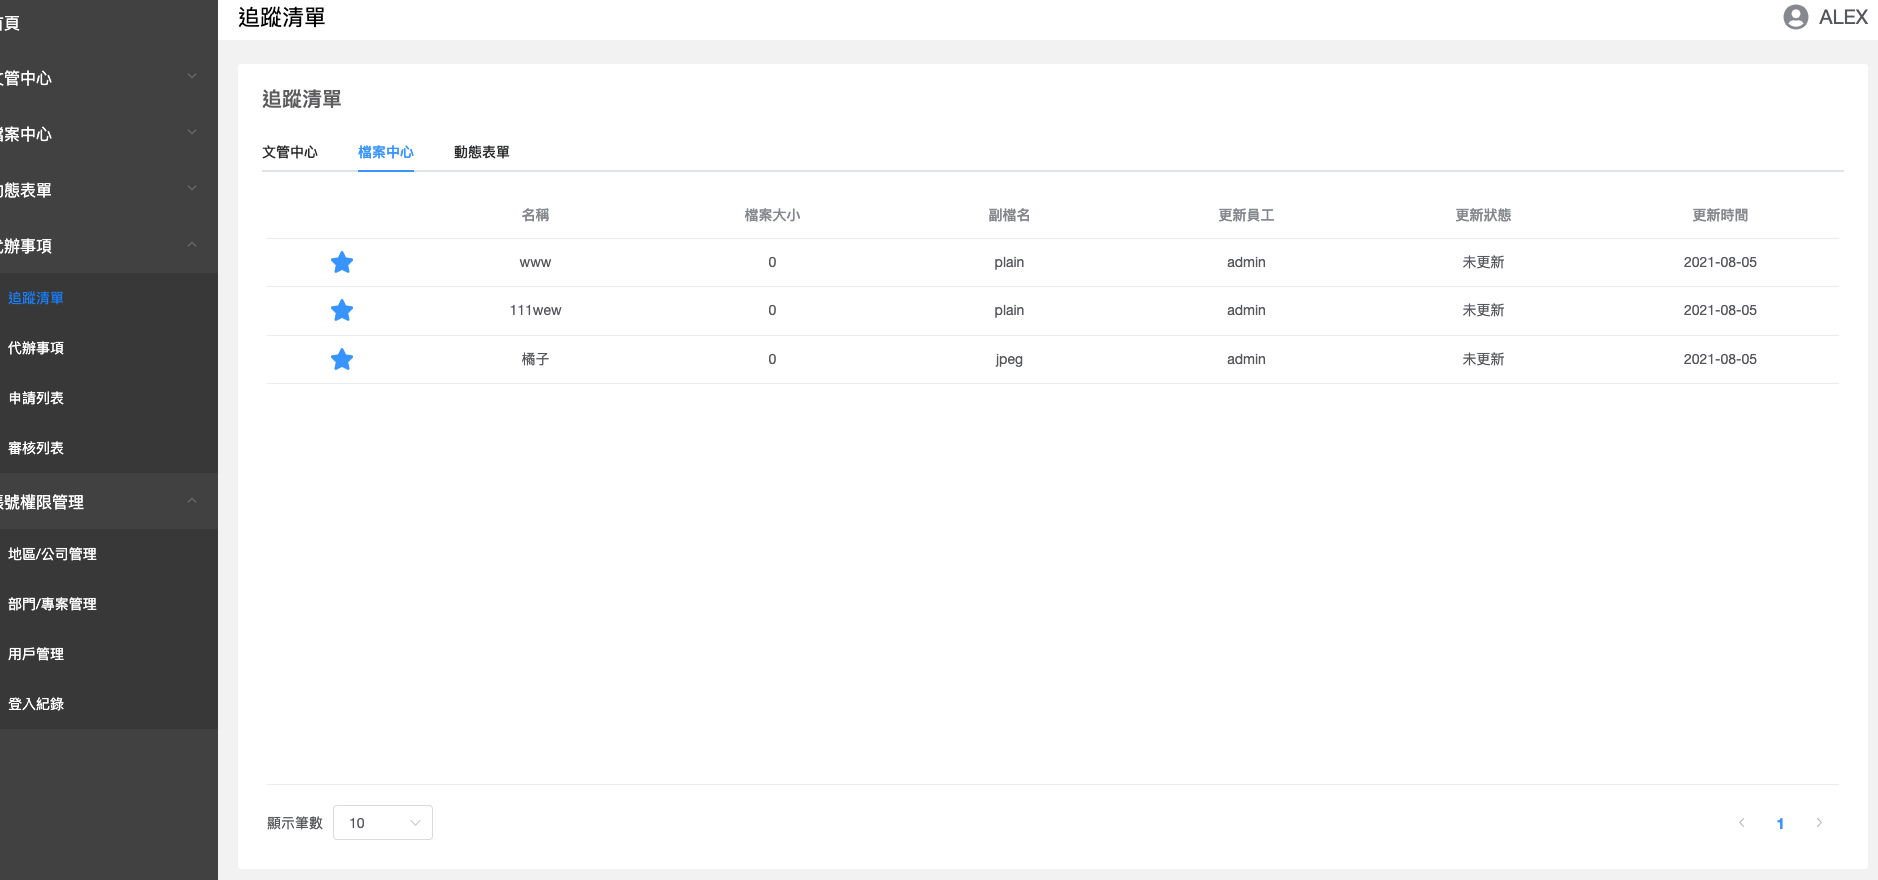 追蹤清單
ALEX
頁
管中心
案中心
態表單
辦事項
追蹤清單
代辦事項
申請列表
審核列表
號權限管理
地區/公司管理
部門/專案管理
用戶管理
登入紀錄
追蹤清單
文管中心 檔案中心 動態表單
名稱 檔案大小 副檔名 更新員工 更新狀態 更新時間
www 0 plain admin 未更新 2021-08-05
111wew 0 plain admin 未更新 2021-08-05
橘子 0 jpeg admin 未更新 2021-08-05
顯示筆數 10
1